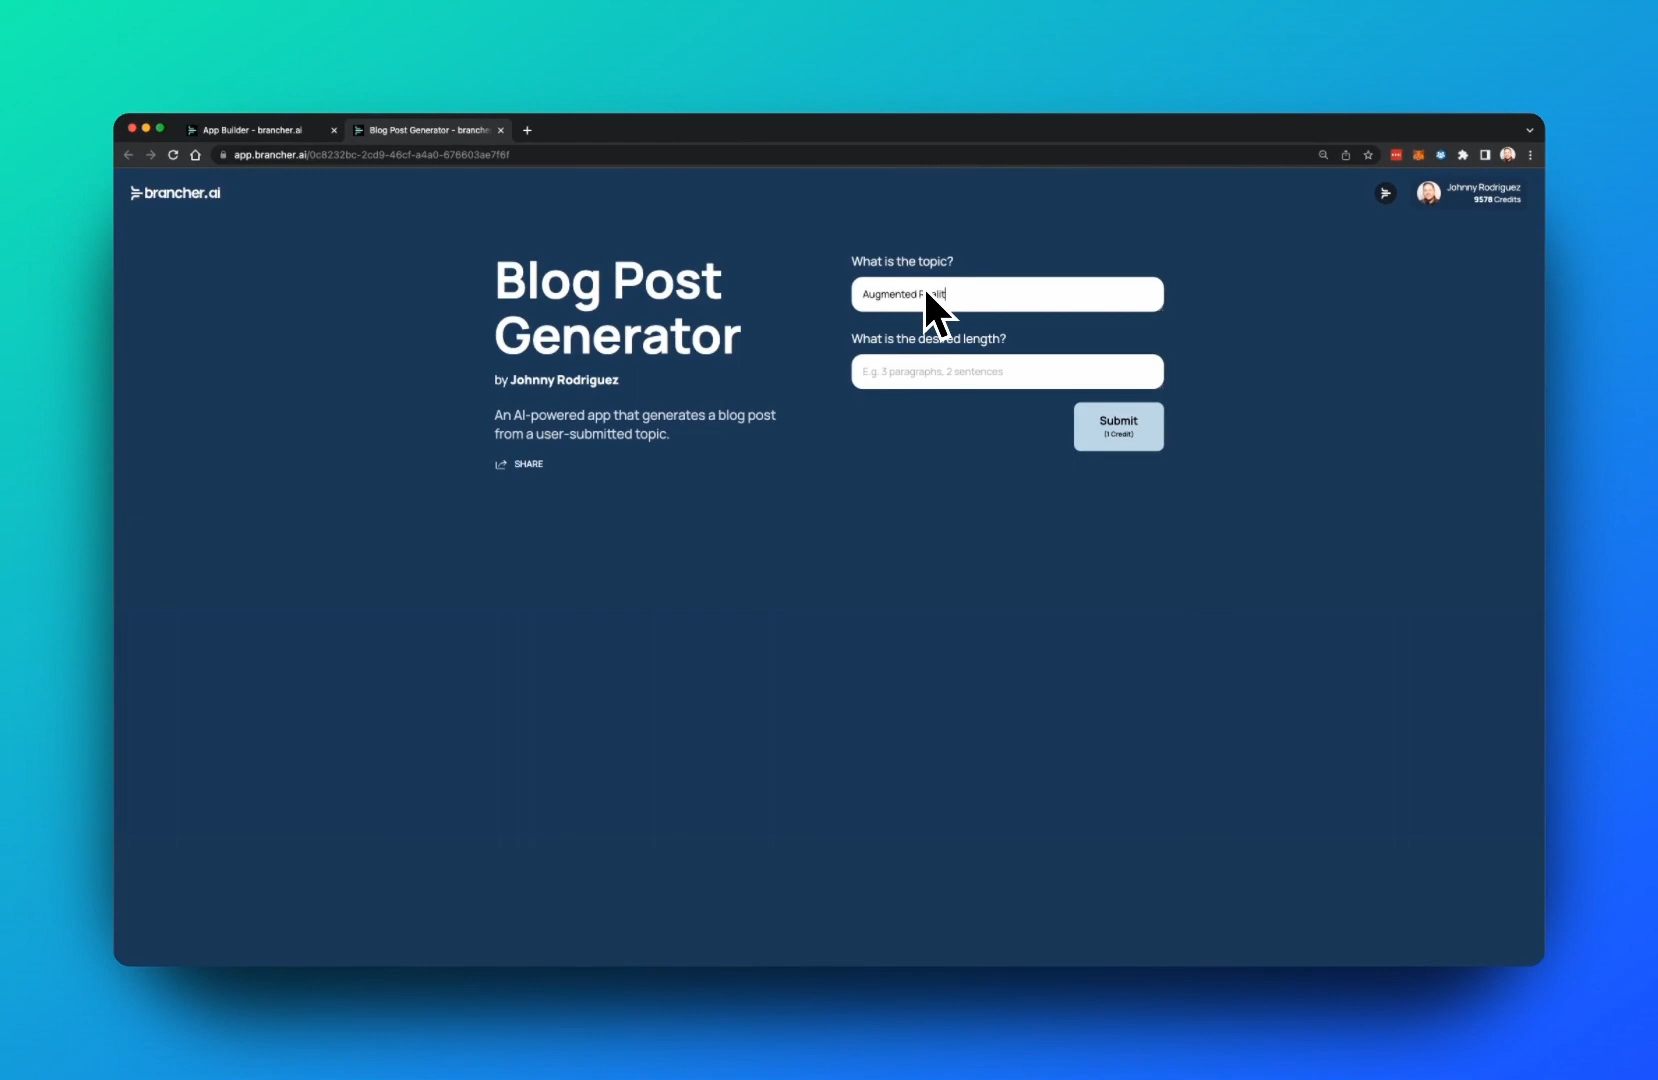 App Builder - brancher.ai
Blog Post Generator - branche
app.brancher.ai/0c8232bc-2cd9-46cf-a4a0-676603ae7f6f
brancher.ai
Johnny Rodriguez
9578 Credits
Blog Post
Generator
by Johnny Rodriguez
An AI-powered app that generates a blog post
from a user-submitted topic.
SHARE
What is the topic?
Augmented
What is the desired length?
E.g. 3 paragraphs, 2 sentences
Submit
(1 Credit)